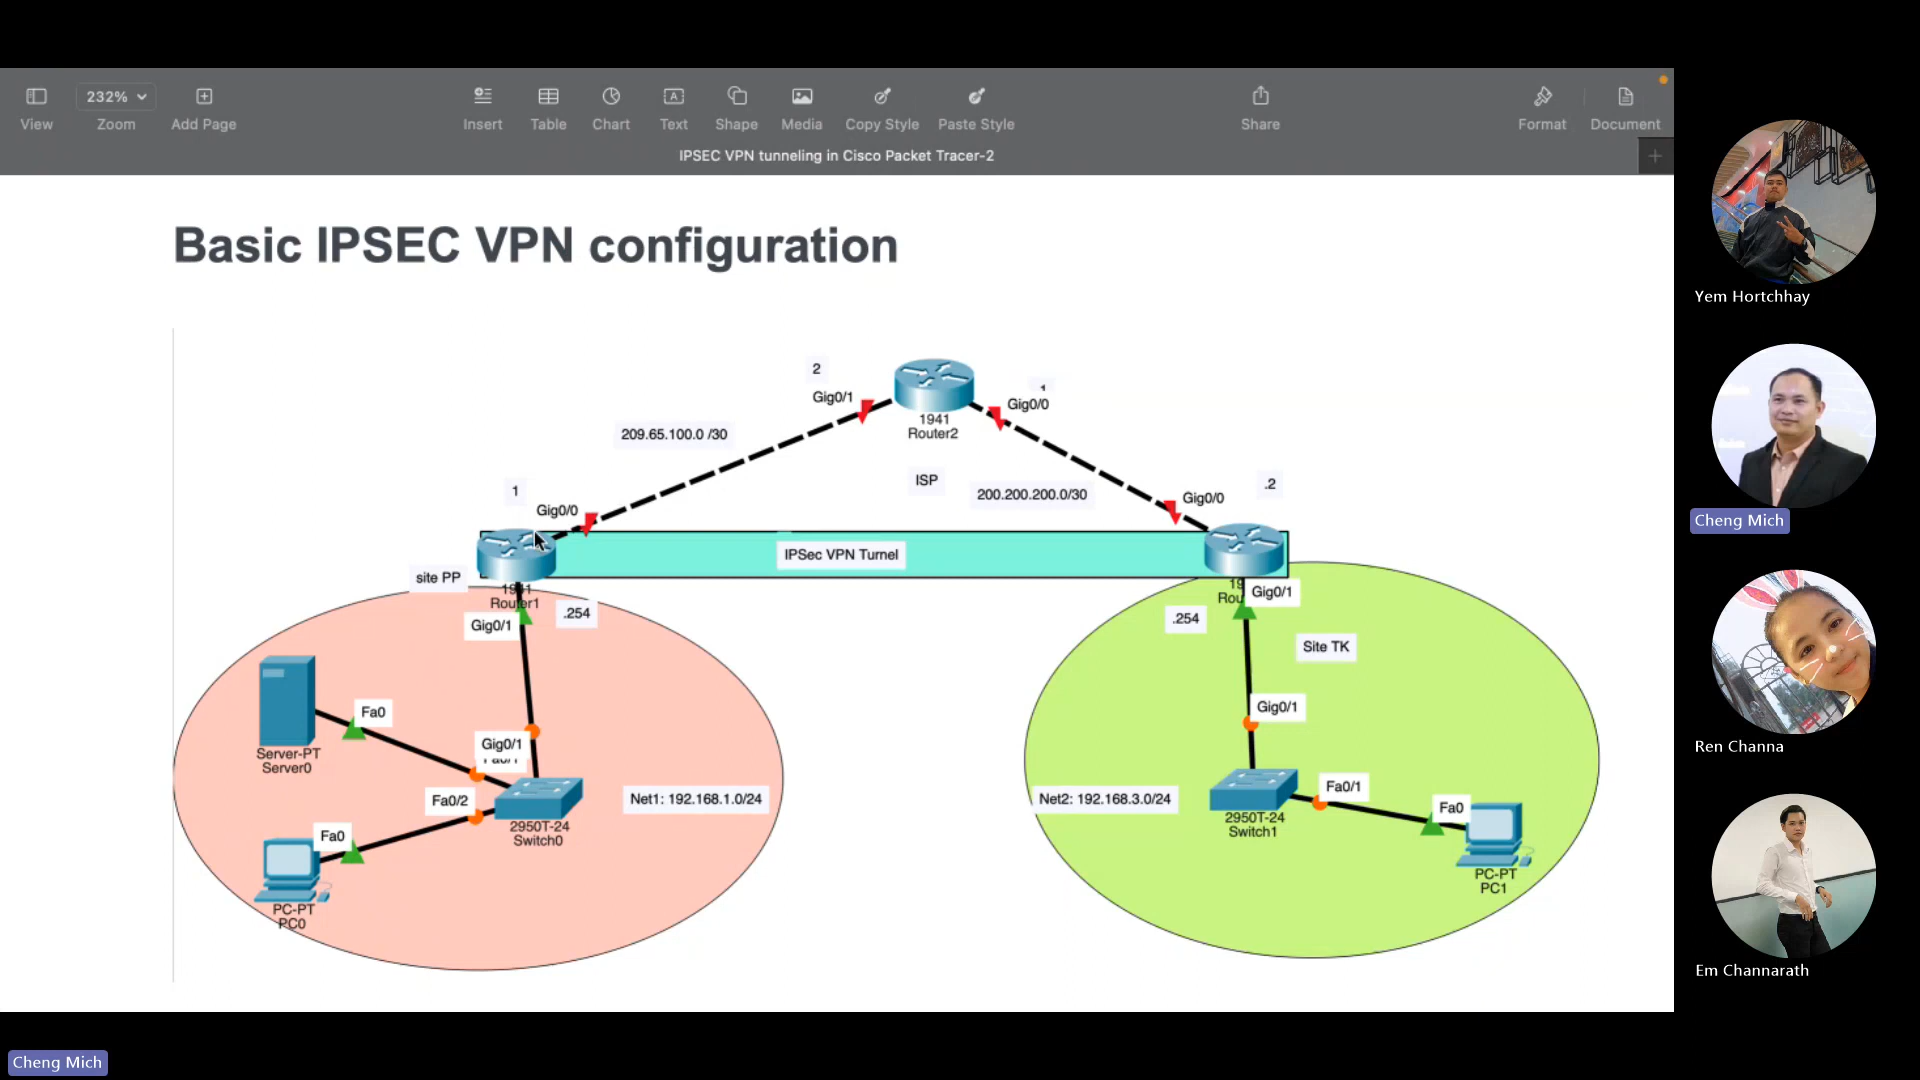 232%
View
Zoom
Add Page
Insert
Table
Chart
Text
Shape
Media
Copy Style
Paste Style
Share
Format
Document
IPSEC VPN tunneling in Cisco Packet Tracer-2
Basic IPSEC VPN configuration
2
Gig0/1
1
Gig0/0
1941
Router2
209.65.100.0 /30
ISP
200.200.200.0/30
1
Gig0/0
Gig0/0
.2
IPSec VPN Turnel
site PP
Router1
Gig0/1
.254
Gig0/1
.254
Site TK
Fa0
Server-PT
Server0
Gig0/1
Fa0/2
Fa0
2950T-24
Switch0
PC-PT
PC0
Net1: 192.168.1.0/24
Gig0/1
Net2: 192.168.3.0/24
Fa0/1
Fa0
2950T-24
Switch1
PC-PT
PC1
Yem Hortchhay
Cheng Mich
Ren Channa
Em Channarath
Cheng Mich